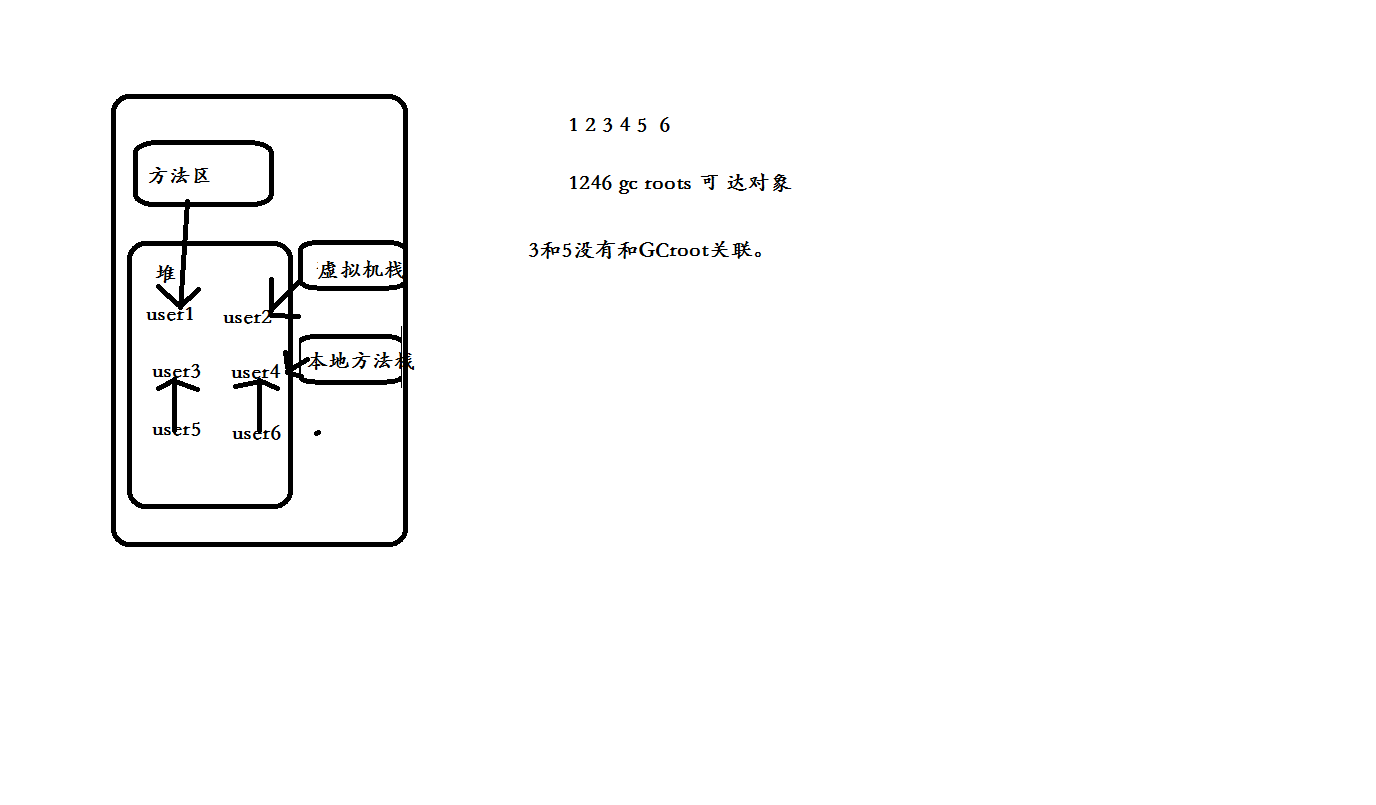 方法区
堆
虚拟机栈
user1
user2
本地方法栈
user3
user4
user5
user6
1 2 3 4 5 6
1246 gc roots 可 达对象
3和5没有和GCroot关联。